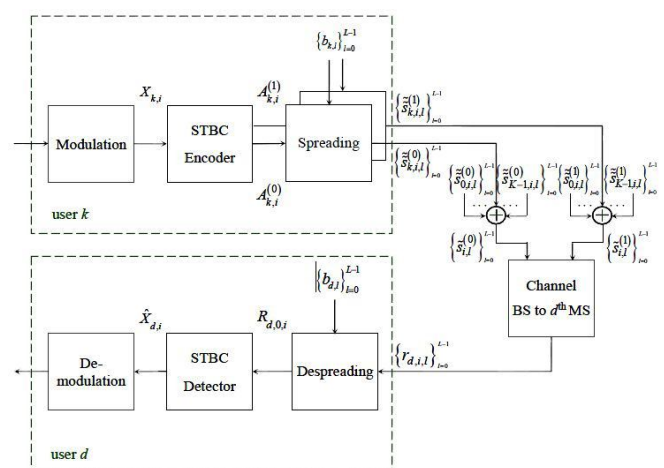 {b_{k,i}}_{i=0}^{L-1}
X_{k,i}
A_{k,i}^{(1)}
Modulation
STBC
Encoder
Spreading
A_{k,i}^{(0)}
user k
{s̃_{k,i,l}^{(1)}}_{l=0}^{L-1}
{s̃_{k,i,l}^{(0)}}_{l=0}^{L-1}
{s̃_{0,i,l}^{(0)}}_{l=0}^{L-1} {s̃_{K-1,i,l}^{(0)}}_{l=0}^{L-1} {s̃_{0,i,l}^{(1)}}_{l=0}^{L-1} {s̃_{K-1,i,l}^{(1)}}_{l=0}^{L-1}
{s̃_{i,l}^{(0)}}_{l=0}^{L-1} {s̃_{i,l}^{(1)}}_{l=0}^{L-1}
Channel
BS to d^{th} MS
{r_{d,i,l}}_{l=0}^{L-1}
{b_{d,l}}_{l=0}^{L-1}
X̂_{d,i}
R_{d,0,i}
De-
modulation
STBC
Detector
Despreading
user d